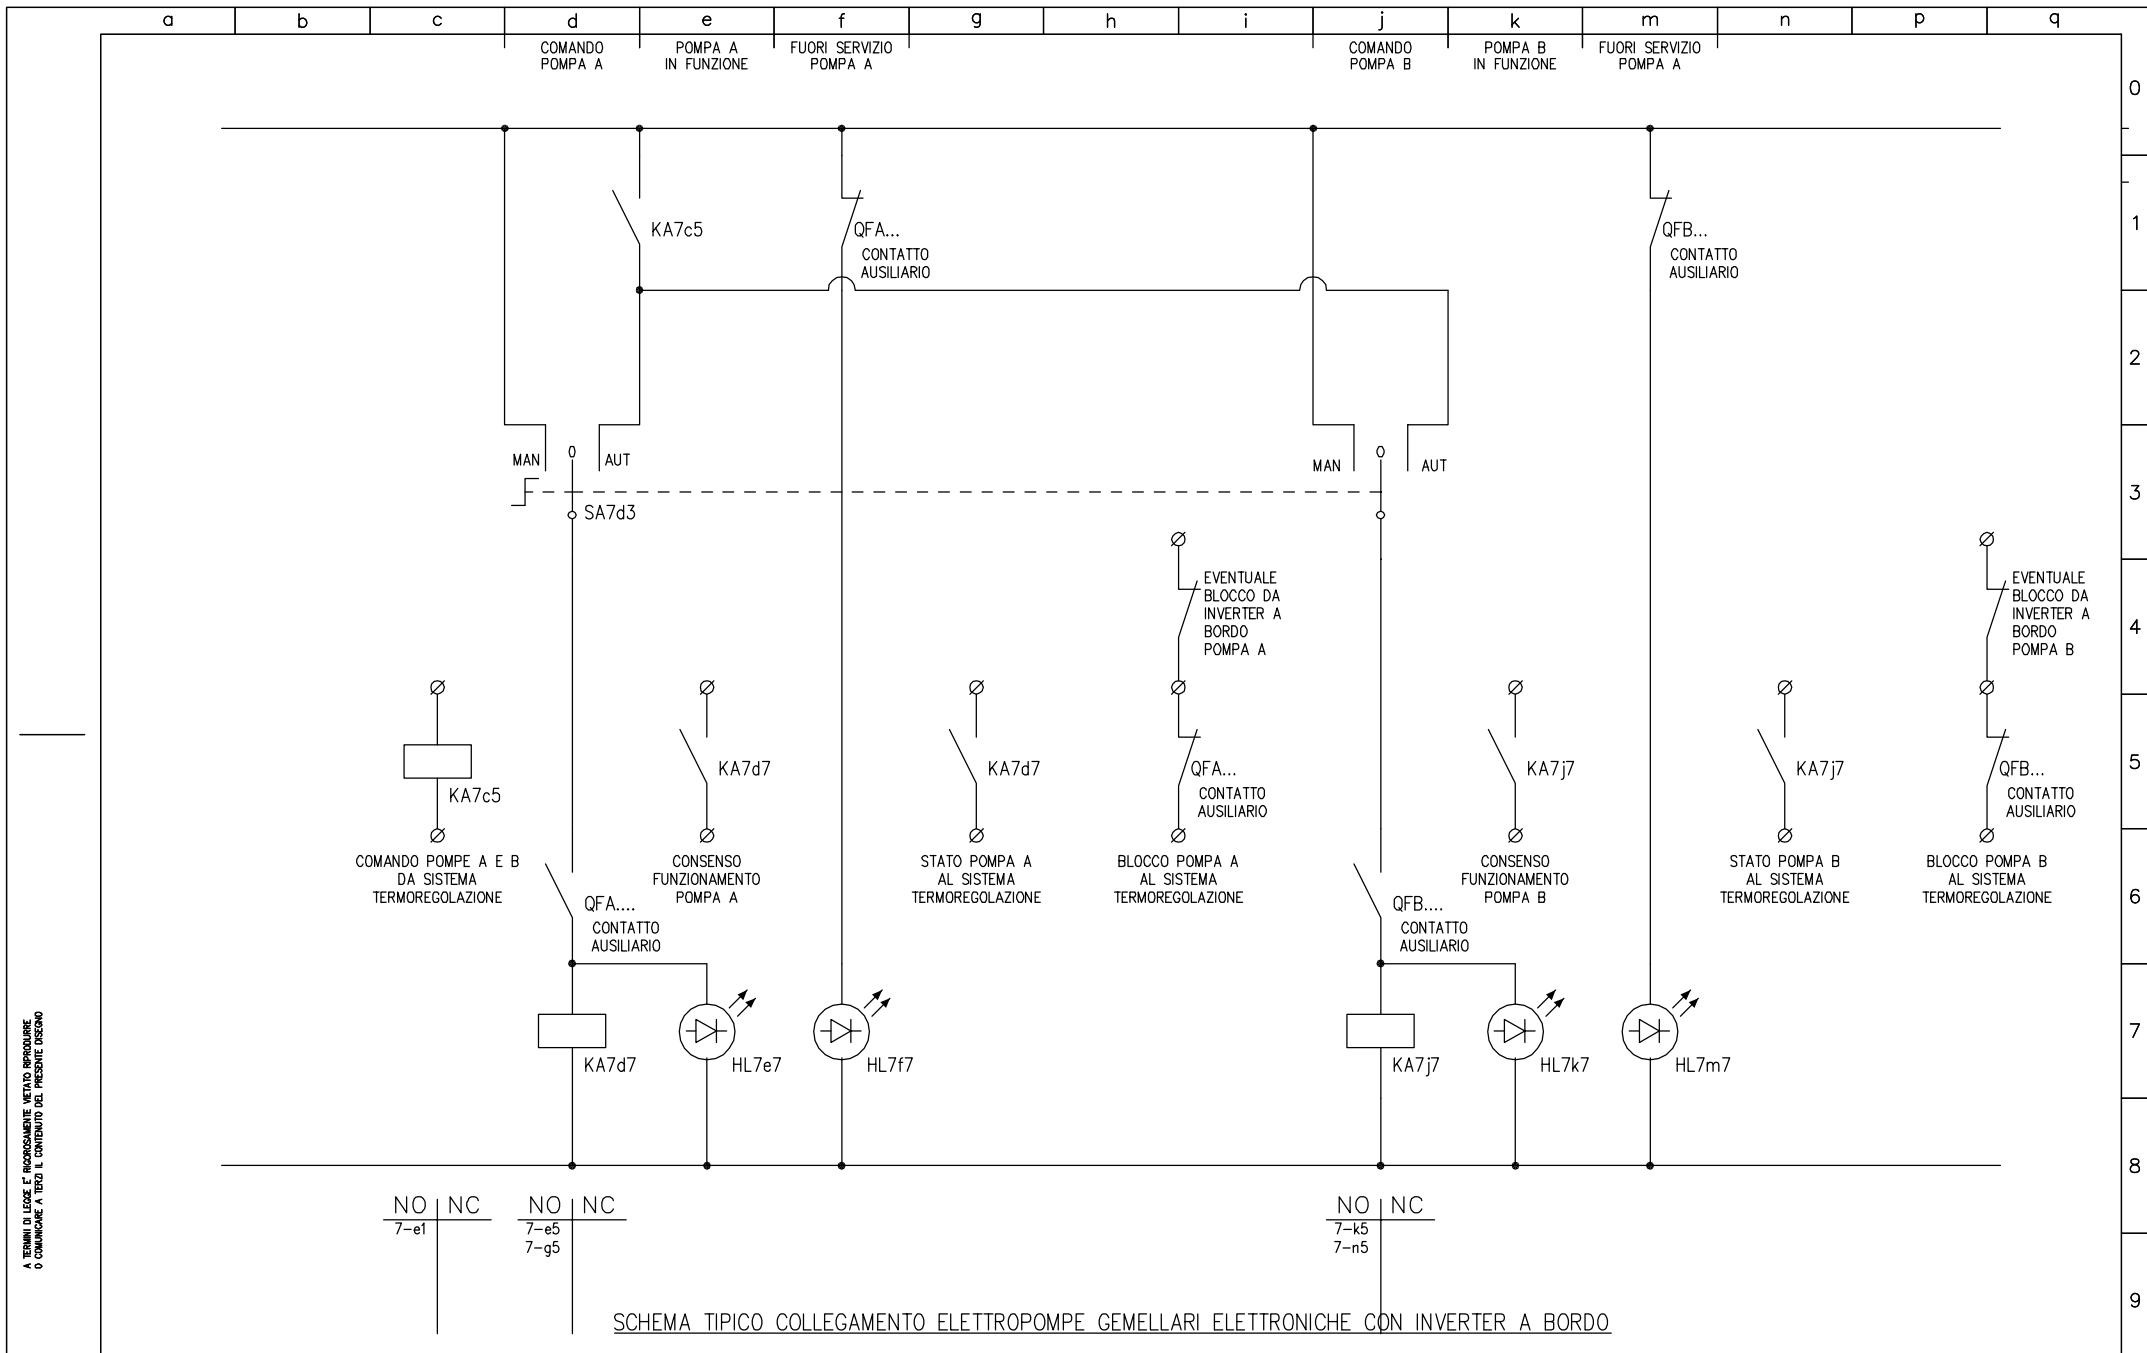 a b c d e f g h i j k m n p q
COMANDO
POMPA A
POMPA A
IN FUNZIONE
FUORI SERVIZIO
POMPA A
COMANDO
POMPA B
POMPA B
IN FUNZIONE
FUORI SERVIZIO
POMPA A
0
1
2
3
4
5
6
7
8
9
KA7c5
QFA...
CONTATTO
AUSILIARIO
QFB...
CONTATTO
AUSILIARIO
MAN 0 AUT
SA7d3
MAN 0 AUT
EVENTUALE
BLOCCO DA
INVERTER A
BORDO
POMPA A
EVENTUALE
BLOCCO DA
INVERTER A
BORDO
POMPA B
KA7c5
COMANDO POMPE A E B
DA SISTEMA
TERMOREGOLAZIONE
KA7d7
CONSENSO
FUNZIONAMENTO
POMPA A
KA7d7
STATO POMPA A
AL SISTEMA
TERMOREGOLAZIONE
QFA...
CONTATTO
AUSILIARIO
BLOCCO POMPA A
AL SISTEMA
TERMOREGOLAZIONE
KA7j7
CONSENSO
FUNZIONAMENTO
POMPA B
KA7j7
STATO POMPA B
AL SISTEMA
TERMOREGOLAZIONE
QFB...
CONTATTO
AUSILIARIO
BLOCCO POMPA B
AL SISTEMA
TERMOREGOLAZIONE
QFA....
CONTATTO
AUSILIARIO
QFB....
CONTATTO
AUSILIARIO
KA7d7
HL7e7
HL7f7
KA7j7
HL7k7
HL7m7
NO NC
7-e1
NO NC
7-e5
7-g5
NO NC
7-k5
7-n5
SCHEMA TIPICO COLLEGAMENTO ELETTROPOMPE GEMELLARI ELETTRONICHE CON INVERTER A BORDO
A TERMINI DI LEGGE E' RIGOROSAMENTE VIETATO RIPRODURRE
O COMUNICARE A TERZI IL CONTENUTO DEL PRESENTE DISEGNO